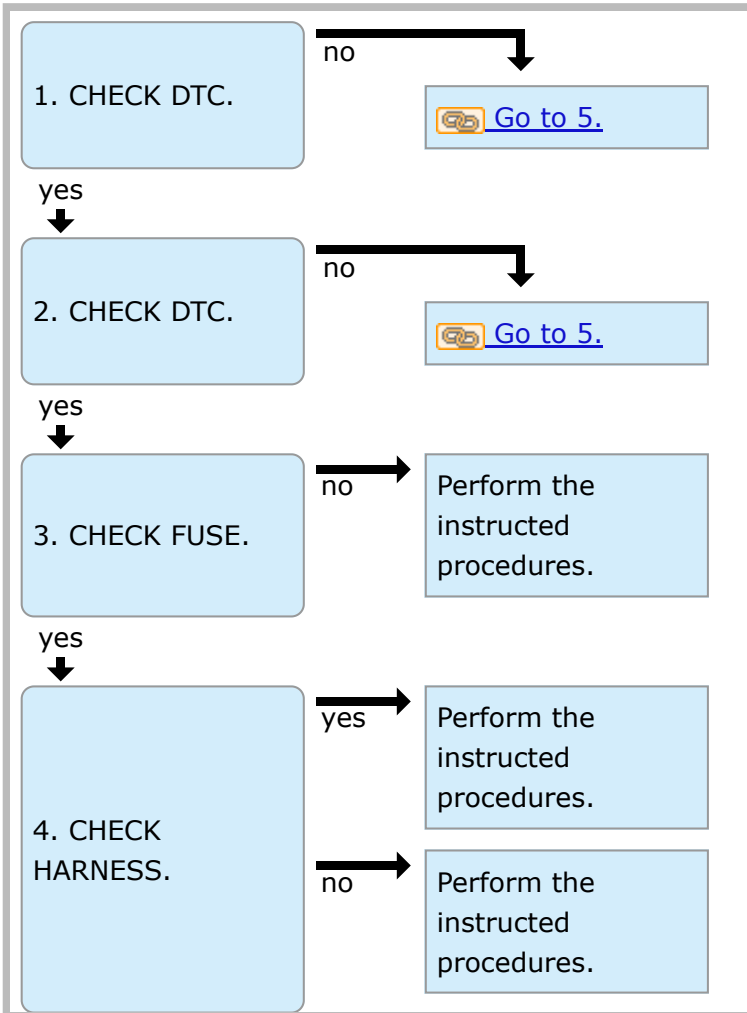 no
1. CHECK DTC.
Go to 5.
yes
no
2. CHECK DTC.
Go to 5.
yes
no
3. CHECK FUSE.
Perform the
instructed
procedures.
yes
yes
Perform the
instructed
procedures.
4. CHECK
HARNESS.
no
Perform the
instructed
procedures.